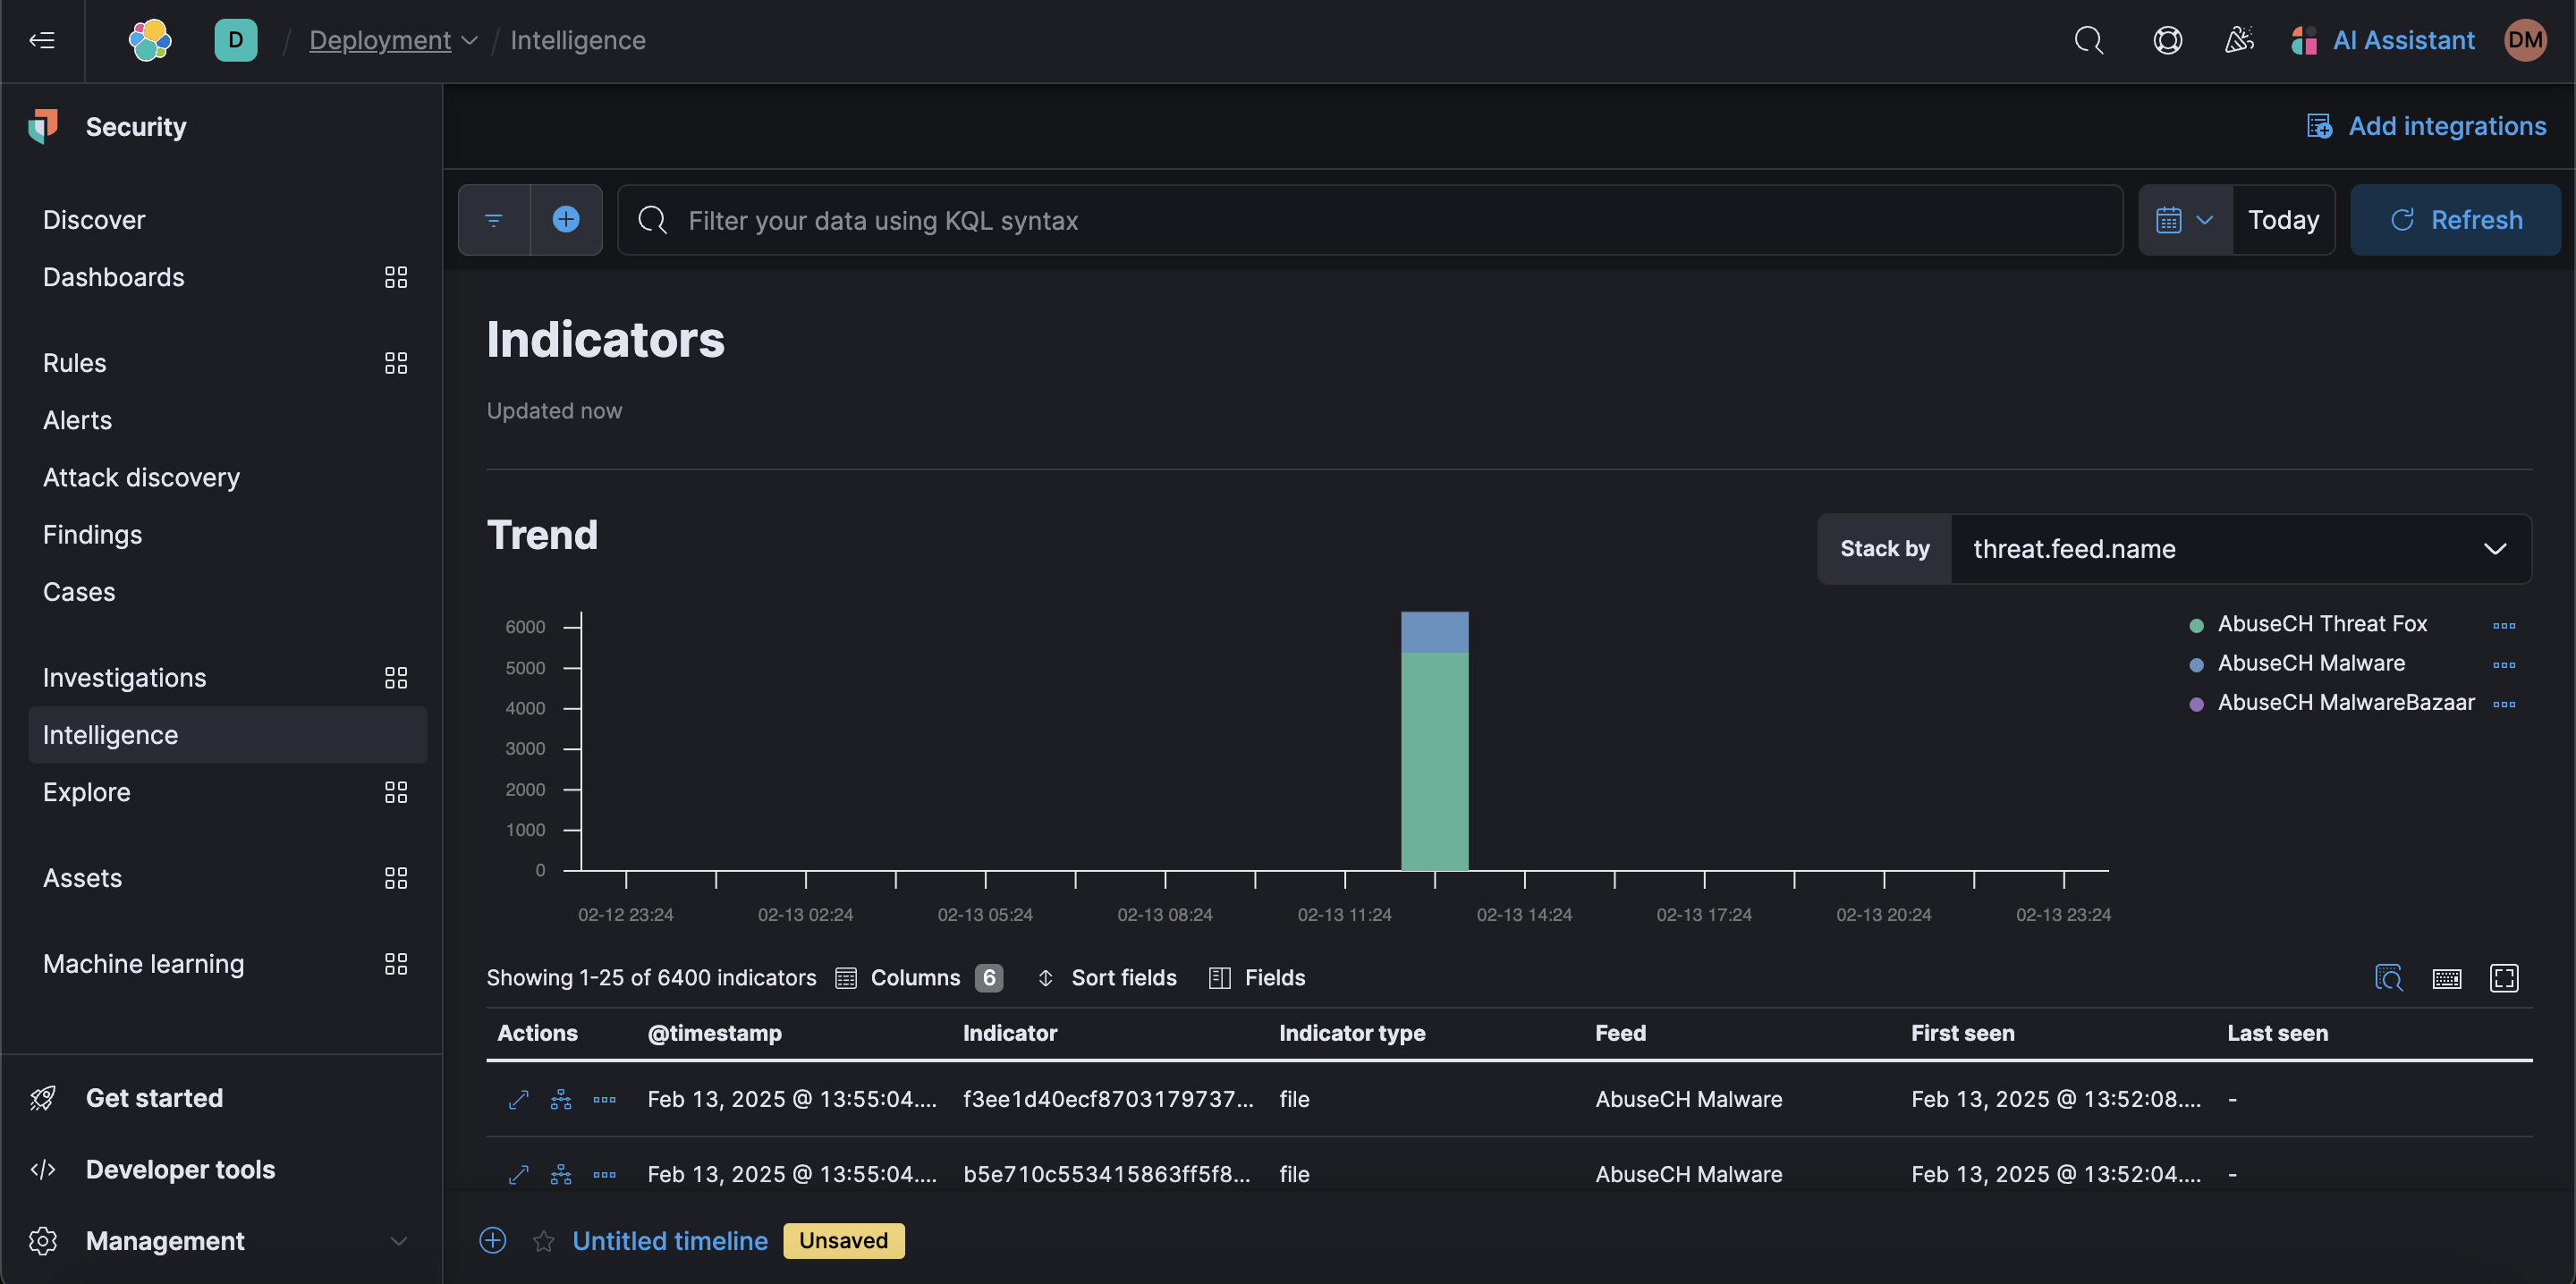 D / Deployment / Intelligence
AI Assistant
DM
Security
Add integrations
Discover
Dashboards
Rules
Alerts
Attack discovery
Findings
Cases
Investigations
Intelligence
Explore
Assets
Machine learning
Get started
Developer tools
Management
Filter your data using KQL syntax
Today
Refresh
Indicators
Updated now
Trend
Stack by threat.feed.name
6000
5000
4000
3000
2000
1000
0
02-12 23:24 02-13 02:24 02-13 05:24 02-13 08:24 02-13 11:24 02-13 14:24 02-13 17:24 02-13 20:24 02-13 23:24
AbuseCH Threat Fox
AbuseCH Malware
AbuseCH MalwareBazaar
Showing 1-25 of 6400 indicators Columns 6 Sort fields Fields
Actions @timestamp Indicator Indicator type Feed First seen Last seen
Feb 13, 2025 @ 13:55:04.... f3ee1d40ecf8703179737... file AbuseCH Malware Feb 13, 2025 @ 13:52:08.... -
Feb 13, 2025 @ 13:55:04.... b5e710c553415863ff5f8... file AbuseCH Malware Feb 13, 2025 @ 13:52:04.... -
Untitled timeline Unsaved